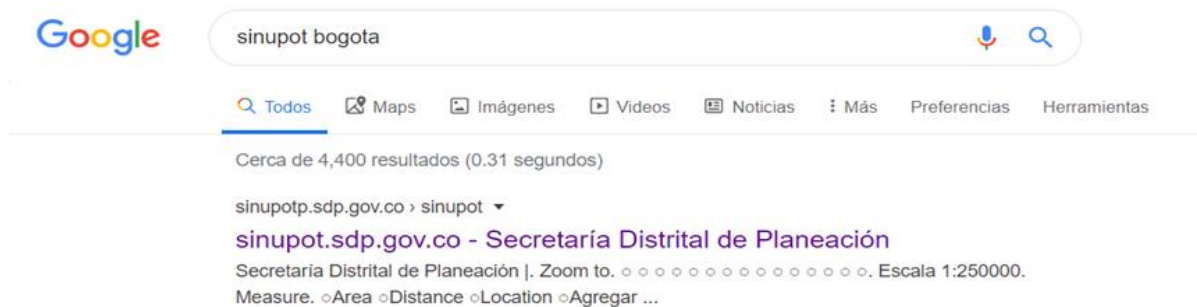 Google
sinupot bogota
Todos Maps Imágenes Videos Noticias Más Preferencias Herramientas
Cerca de 4,400 resultados (0.31 segundos)
sinupotp.sdp.gov.co › sinupot
sinupot.sdp.gov.co - Secretaría Distrital de Planeación
Secretaría Distrital de Planeación |. Zoom to. ○ ○ ○ ○ ○ ○ ○ ○ ○ ○ ○ ○ ○ ○ ○. Escala 1:250000.
Measure. ○Area ○Distance ○Location ○Agregar ...